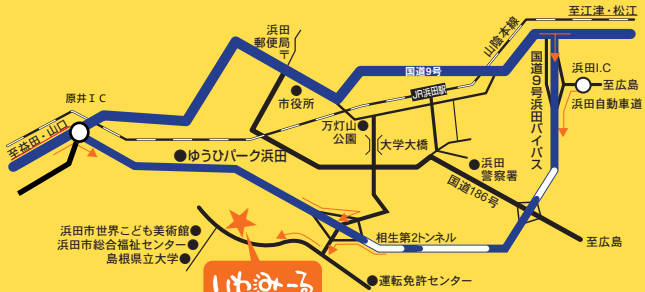 至江津・松江
山陰本線
浜田
郵便局
〒
国道9号
市役所
JR浜田駅
国道9号浜田バイパス
浜田I.C
至広島
浜田自動車道
原井IC
至益田・山口
万灯山
公園
大学大橋
ゆうひパーク浜田
浜田
警察署
国道186号
浜田市世界こども美術館
浜田市総合福祉センター
島根県立大学
相生第2トンネル
至広島
運転免許センター